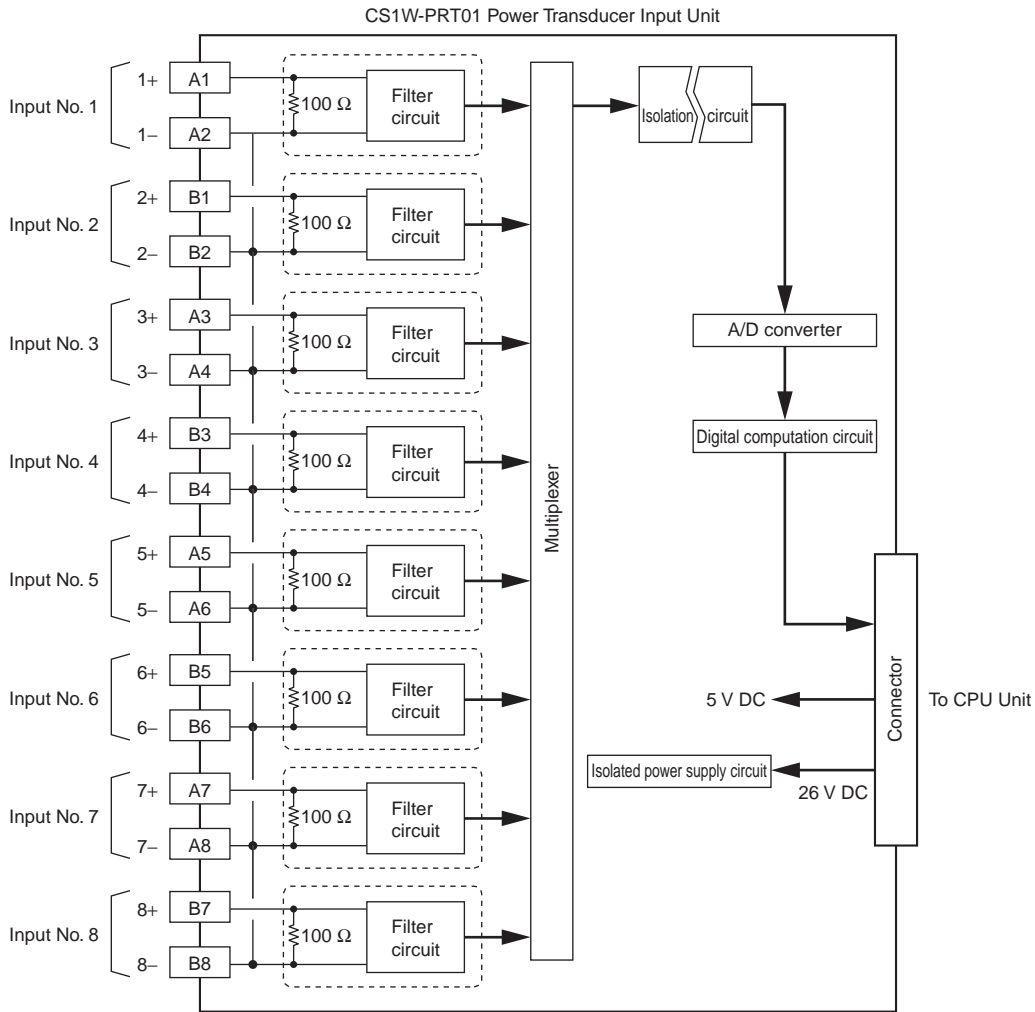 CS1W-PRT01 Power Transducer Input Unit
Input No. 1
1+
A1
1−
A2
100 Ω
Filter
circuit
Input No. 2
2+
B1
2−
B2
100 Ω
Filter
circuit
Input No. 3
3+
A3
3−
A4
100 Ω
Filter
circuit
Input No. 4
4+
B3
4−
B4
100 Ω
Filter
circuit
Input No. 5
5+
A5
5−
A6
100 Ω
Filter
circuit
Input No. 6
6+
B5
6−
B6
100 Ω
Filter
circuit
Input No. 7
7+
A7
7−
A8
100 Ω
Filter
circuit
Input No. 8
8+
B7
8−
B8
100 Ω
Filter
circuit
Multiplexer
Isolation circuit
A/D converter
Digital computation circuit
Connector
To CPU Unit
5 V DC
Isolated power supply circuit
26 V DC